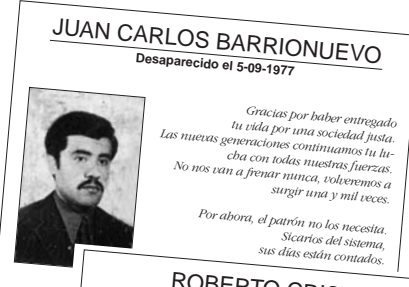 JUAN CARLOS BARRIONUEVO
Desaparecido el 5-09-1977
Gracias por haber entregado
tu vida por una sociedad justa.
Las nuevas generaciones continuamos tu lu-
cha con todas nuestras fuerzas.
No nos van a frenar nunca, volveremos a
surgir una y mil veces.
Por ahora, el patrón no los necesita.
Sicarios del sistema,
sus días están contados.
ROBERTO